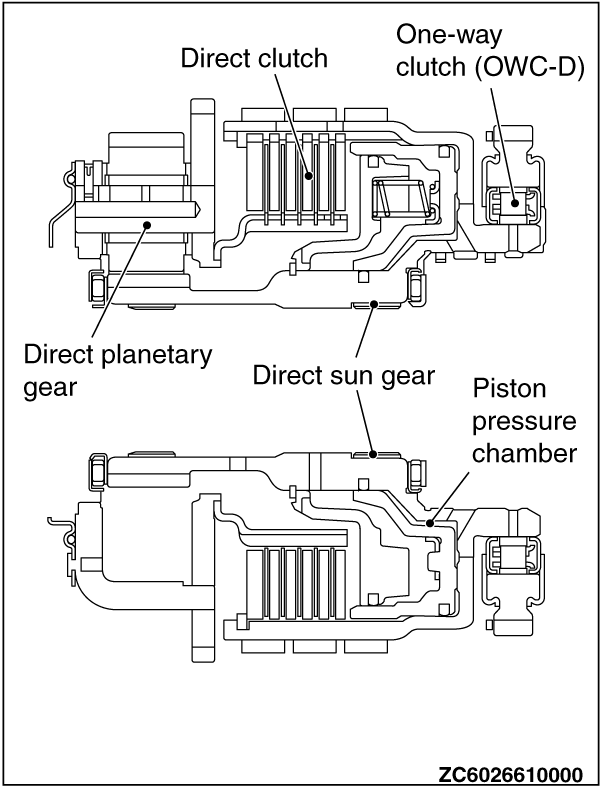 Direct clutch
One-way
clutch (OWC-D)
Direct planetary
gear
Direct sun gear
Piston
pressure
chamber
ZC6026610000